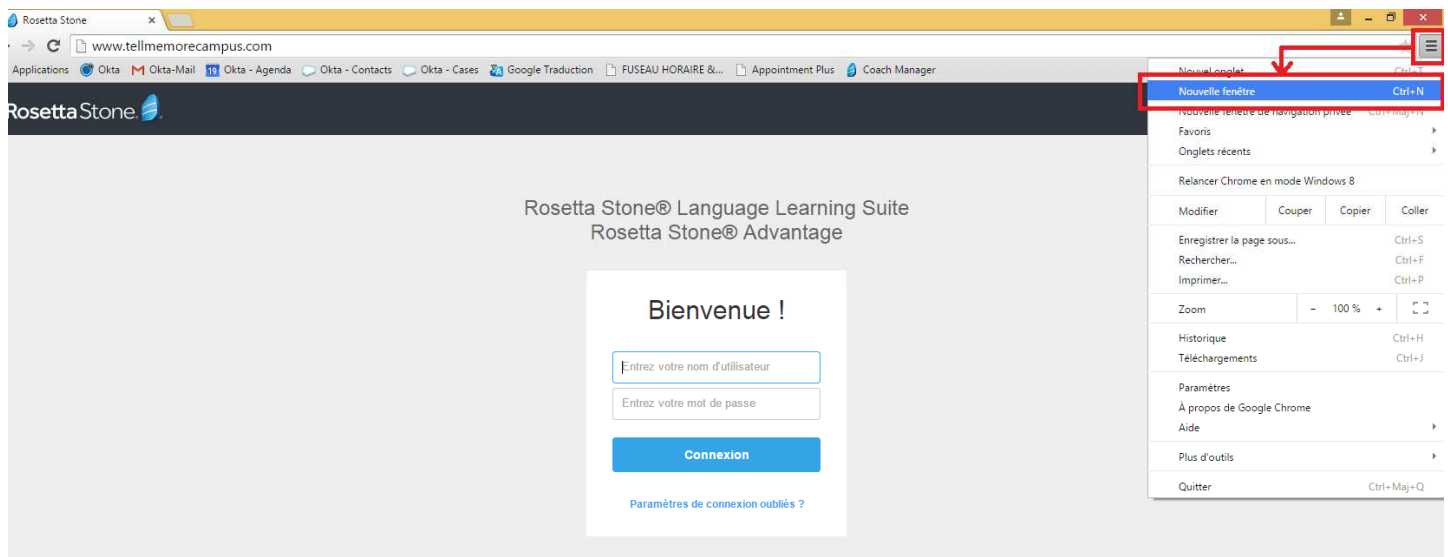 Rosetta Stone
www.tellmemorecampus.com
Applications Okta Okta-Mail 19 Okta - Agenda Okta - Contacts Okta - Cases Google Traduction FUSEAU HORAIRE &... Appointment Plus Coach Manager
RosettaStone.
Rosetta Stone® Language Learning Suite
Rosetta Stone® Advantage
Bienvenue !
Entrez votre nom d'utilisateur
Entrez votre mot de passe
Connexion
Paramètres de connexion oubliés ?
Nouvel onglet Ctrl+T
Nouvelle fenêtre Ctrl+N
Nouvelle fenêtre de navigation privée Ctrl+Maj+N
Favoris
Onglets récents
Relancer Chrome en mode Windows 8
Modifier Couper Copier Coller
Enregistrer la page sous... Ctrl+S
Rechercher... Ctrl+F
Imprimer... Ctrl+P
Zoom - 100 % +
Historique Ctrl+H
Téléchargements Ctrl+J
Paramètres
À propos de Google Chrome
Aide
Plus d'outils
Quitter Ctrl+Maj+Q